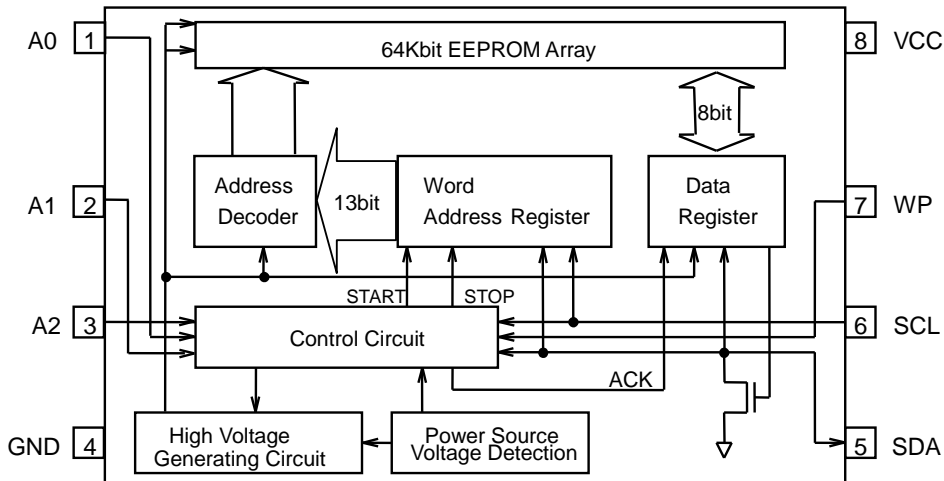 A0 1
64Kbit EEPROM Array
8 VCC
8bit
A1 2
Address
Decoder
13bit
Word
Address Register
Data
Register
7 WP
START
STOP
A2 3
Control Circuit
6 SCL
ACK
GND 4
High Voltage
Generating Circuit
Power Source
Voltage Detection
5 SDA